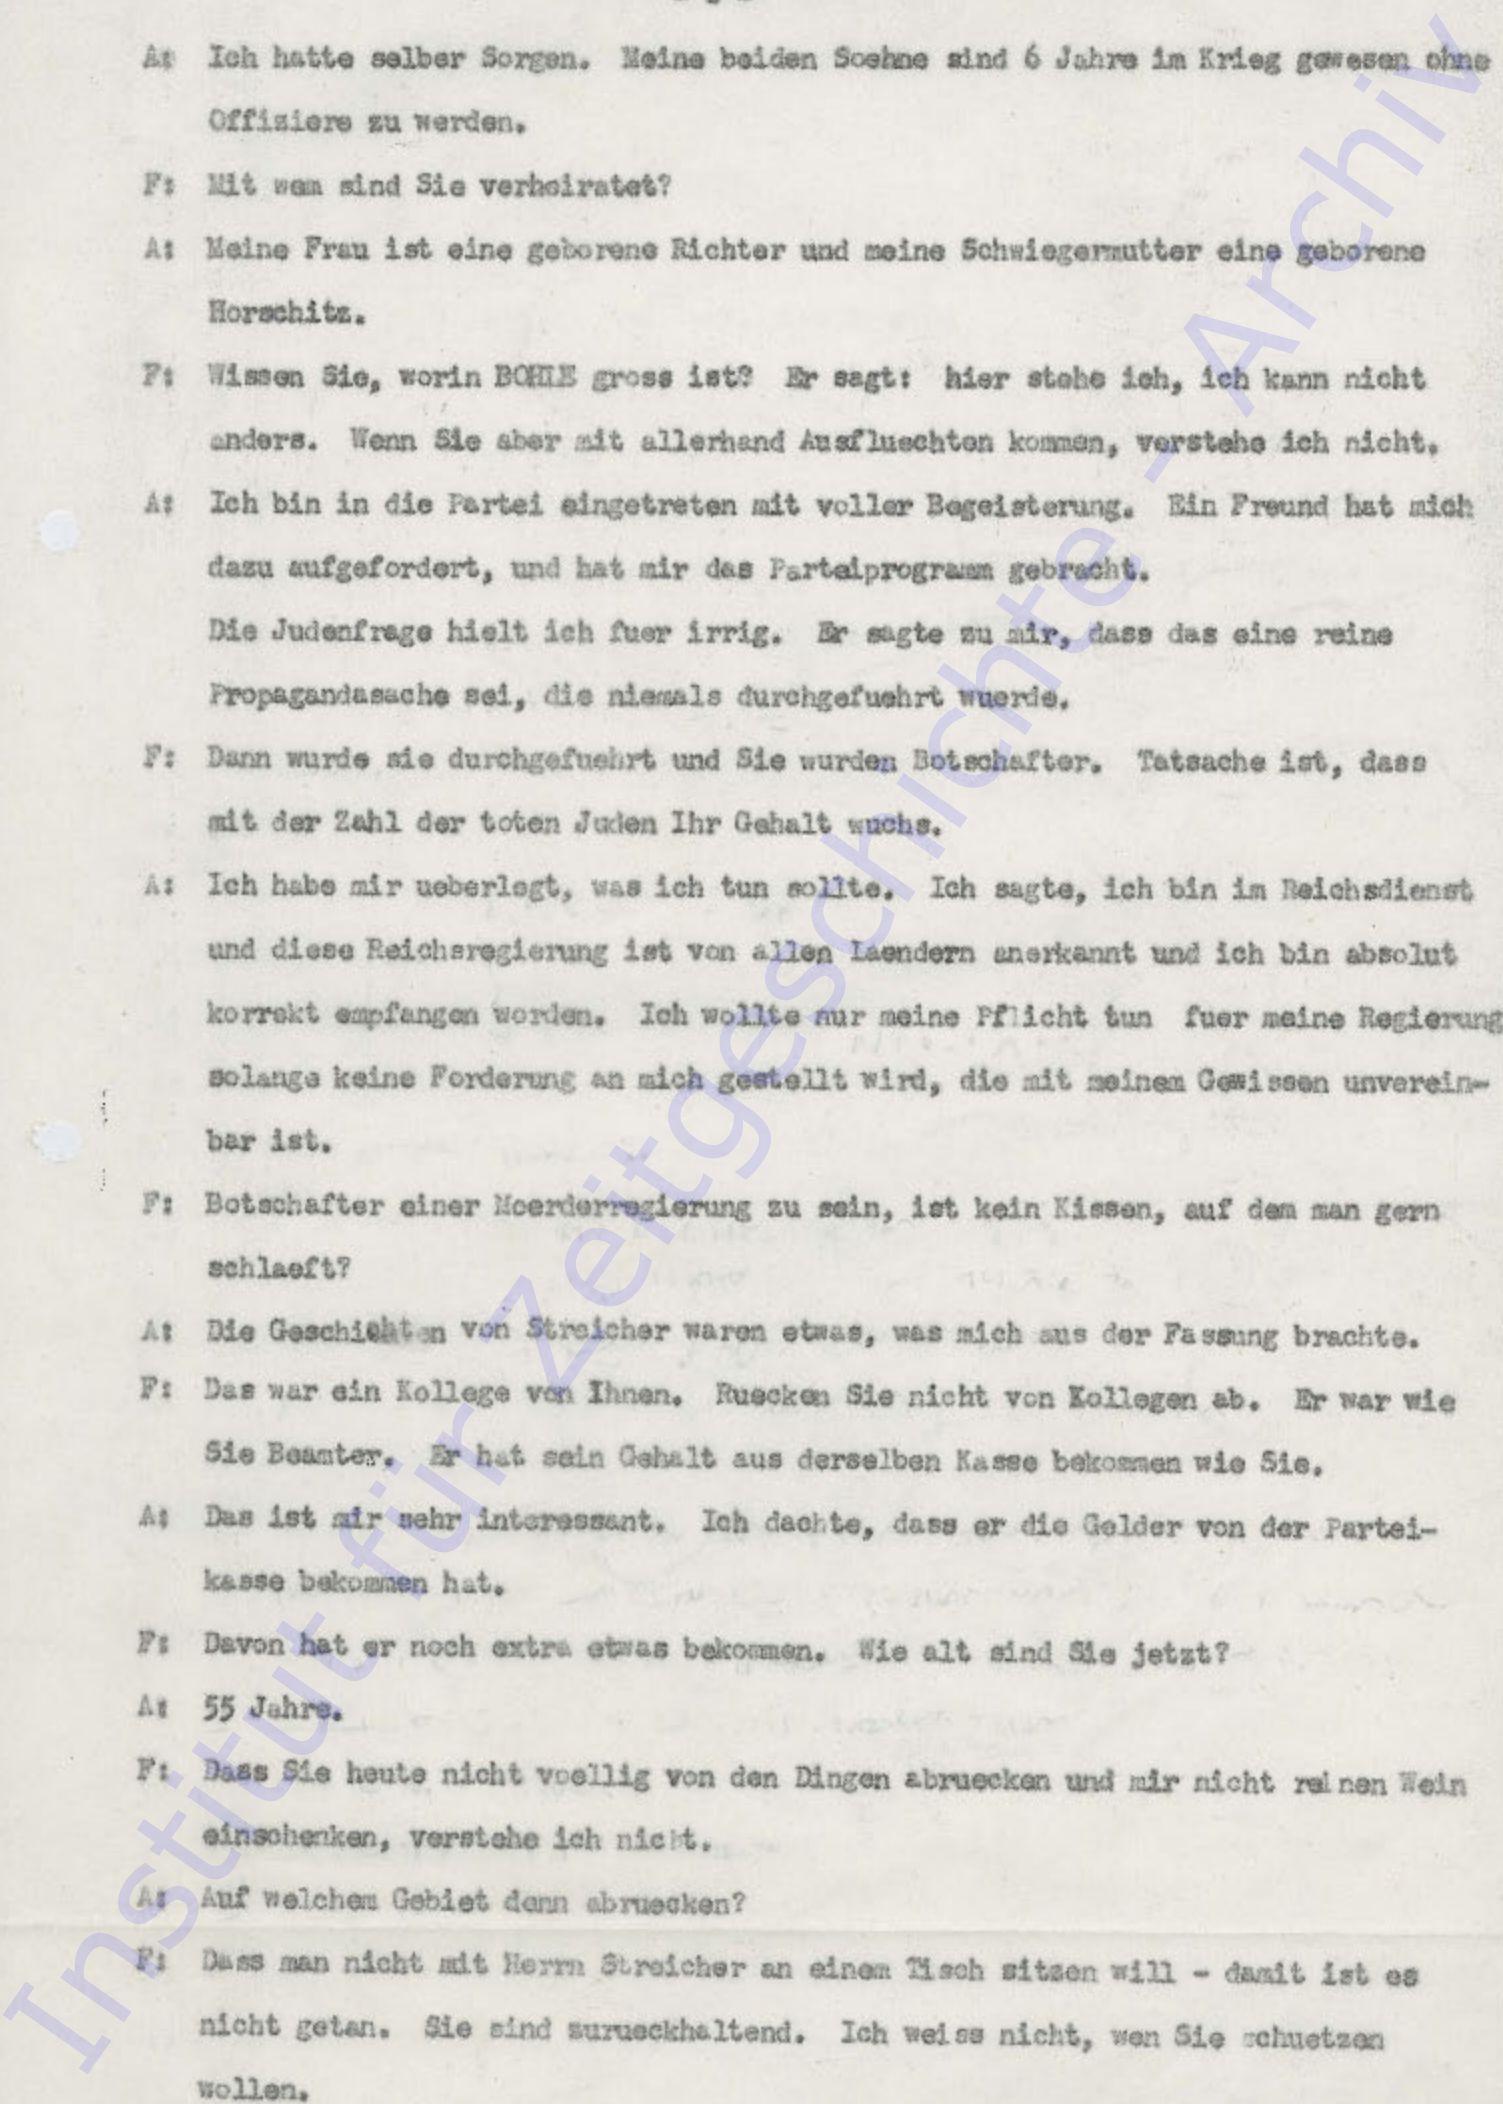 A: Ich hatte selber Sorgen. Meine beiden Soehne sind 6 Jahre im Krieg gewesen ohne
Offiziere zu werden.
F: Mit wem sind Sie verheiratet?
A: Meine Frau ist eine geborene Richter und meine Schwiegermutter eine geborene
Horschitz.
F: Wissen Sie, worin BOHLE gross ist? Er sagt: hier stehe ich, ich kann nicht
anders. Wenn Sie aber mit allerhand Ausfluechten kommen, verstehe ich nicht.
A: Ich bin in die Partei eingetreten mit voller Begeisterung. Ein Freund hat mich
dazu aufgefordert, und hat mir das Parteiprogramm gebracht.
Die Judenfrage hielt ich fuer irrig. Er sagte zu mir, dass das eine reine
Propagandasache sei, die niemals durchgefuehrt wuerde.
F: Dann wurde sie durchgefuehrt und Sie wurden Botschafter. Tatsache ist, dass
mit der Zahl der toten Juden Ihr Gehalt wuchs.
A: Ich habe mir ueberlegt, was ich tun sollte. Ich sagte, ich bin im Reichsdienst
und diese Reichsregierung ist von allen Laendern anerkannt und ich bin absolut
korrekt empfangen worden. Ich wollte nur meine Pflicht tun fuer meine Regierung
solange keine Forderung an mich gestellt wird, die mit meinem Gewissen unverein-
bar ist.
F: Botschafter einer Moerderregierung zu sein, ist kein Kissen, auf dem man gern
schlaeft?
A: Die Geschichten von Streicher waren etwas, was mich aus der Fassung brachte.
F: Das war ein Kollege von Ihnen. Ruecken Sie nicht von Kollegen ab. Er war wie
Sie Beamter. Er hat sein Gehalt aus derselben Kasse bekommen wie Sie.
A: Das ist mir sehr interessant. Ich dachte, dass er die Gelder von der Partei-
kasse bekommen hat.
F: Davon hat er noch extra etwas bekommen. Wie alt sind Sie jetzt?
A: 55 Jahre.
F: Dass Sie heute nicht voellig von den Dingen abruecken und mir nicht reinen Wein
einschenken, verstehe ich nicht.
A: Auf welchem Gebiet denn abruecken?
F: Dass man nicht mit Herrn Streicher an einem Tisch sitzen will - damit ist es
nicht getan. Sie sind zurueckhaltend. Ich weiss nicht, wen Sie schuetzen
wollen.
Institut für Zeitgeschichte - Archiv